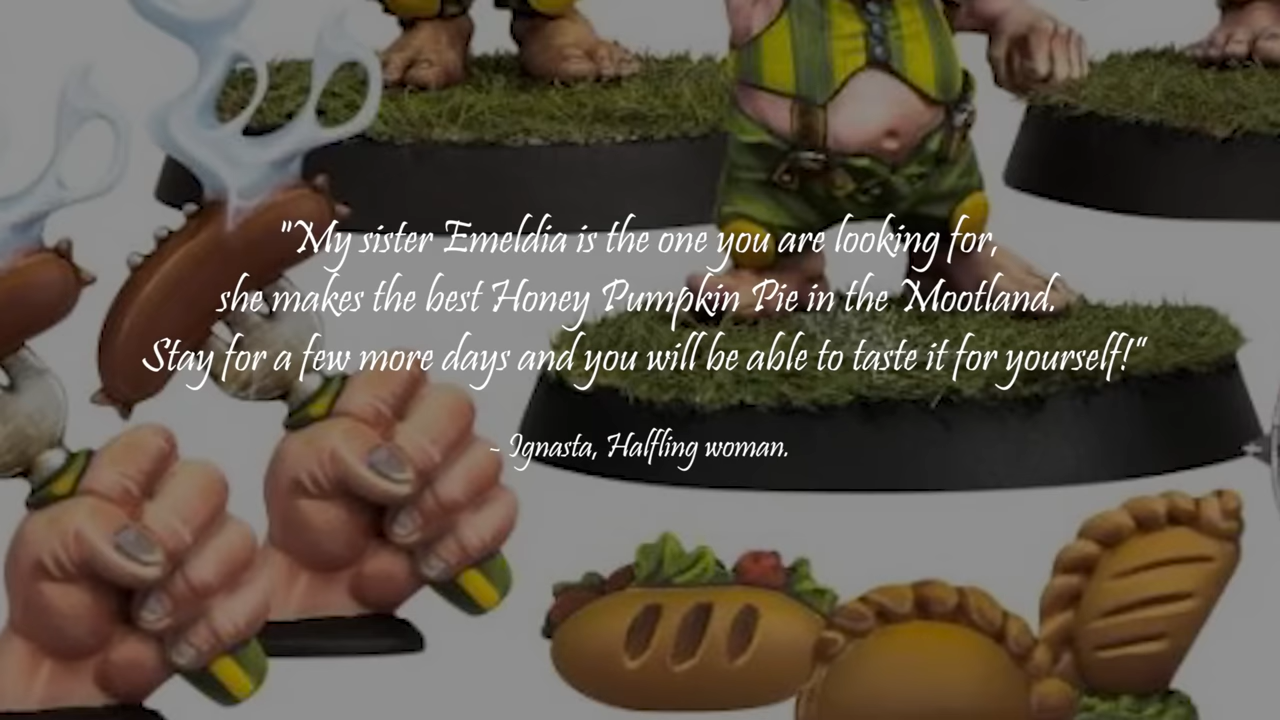 "My sister Emeldia is the one you are looking for,
she makes the best Honey Pumpkin Pie in the Mootland.
Stay for a few more days and you will be able to taste it for yourself!“
- Ignasta, Halfling woman.